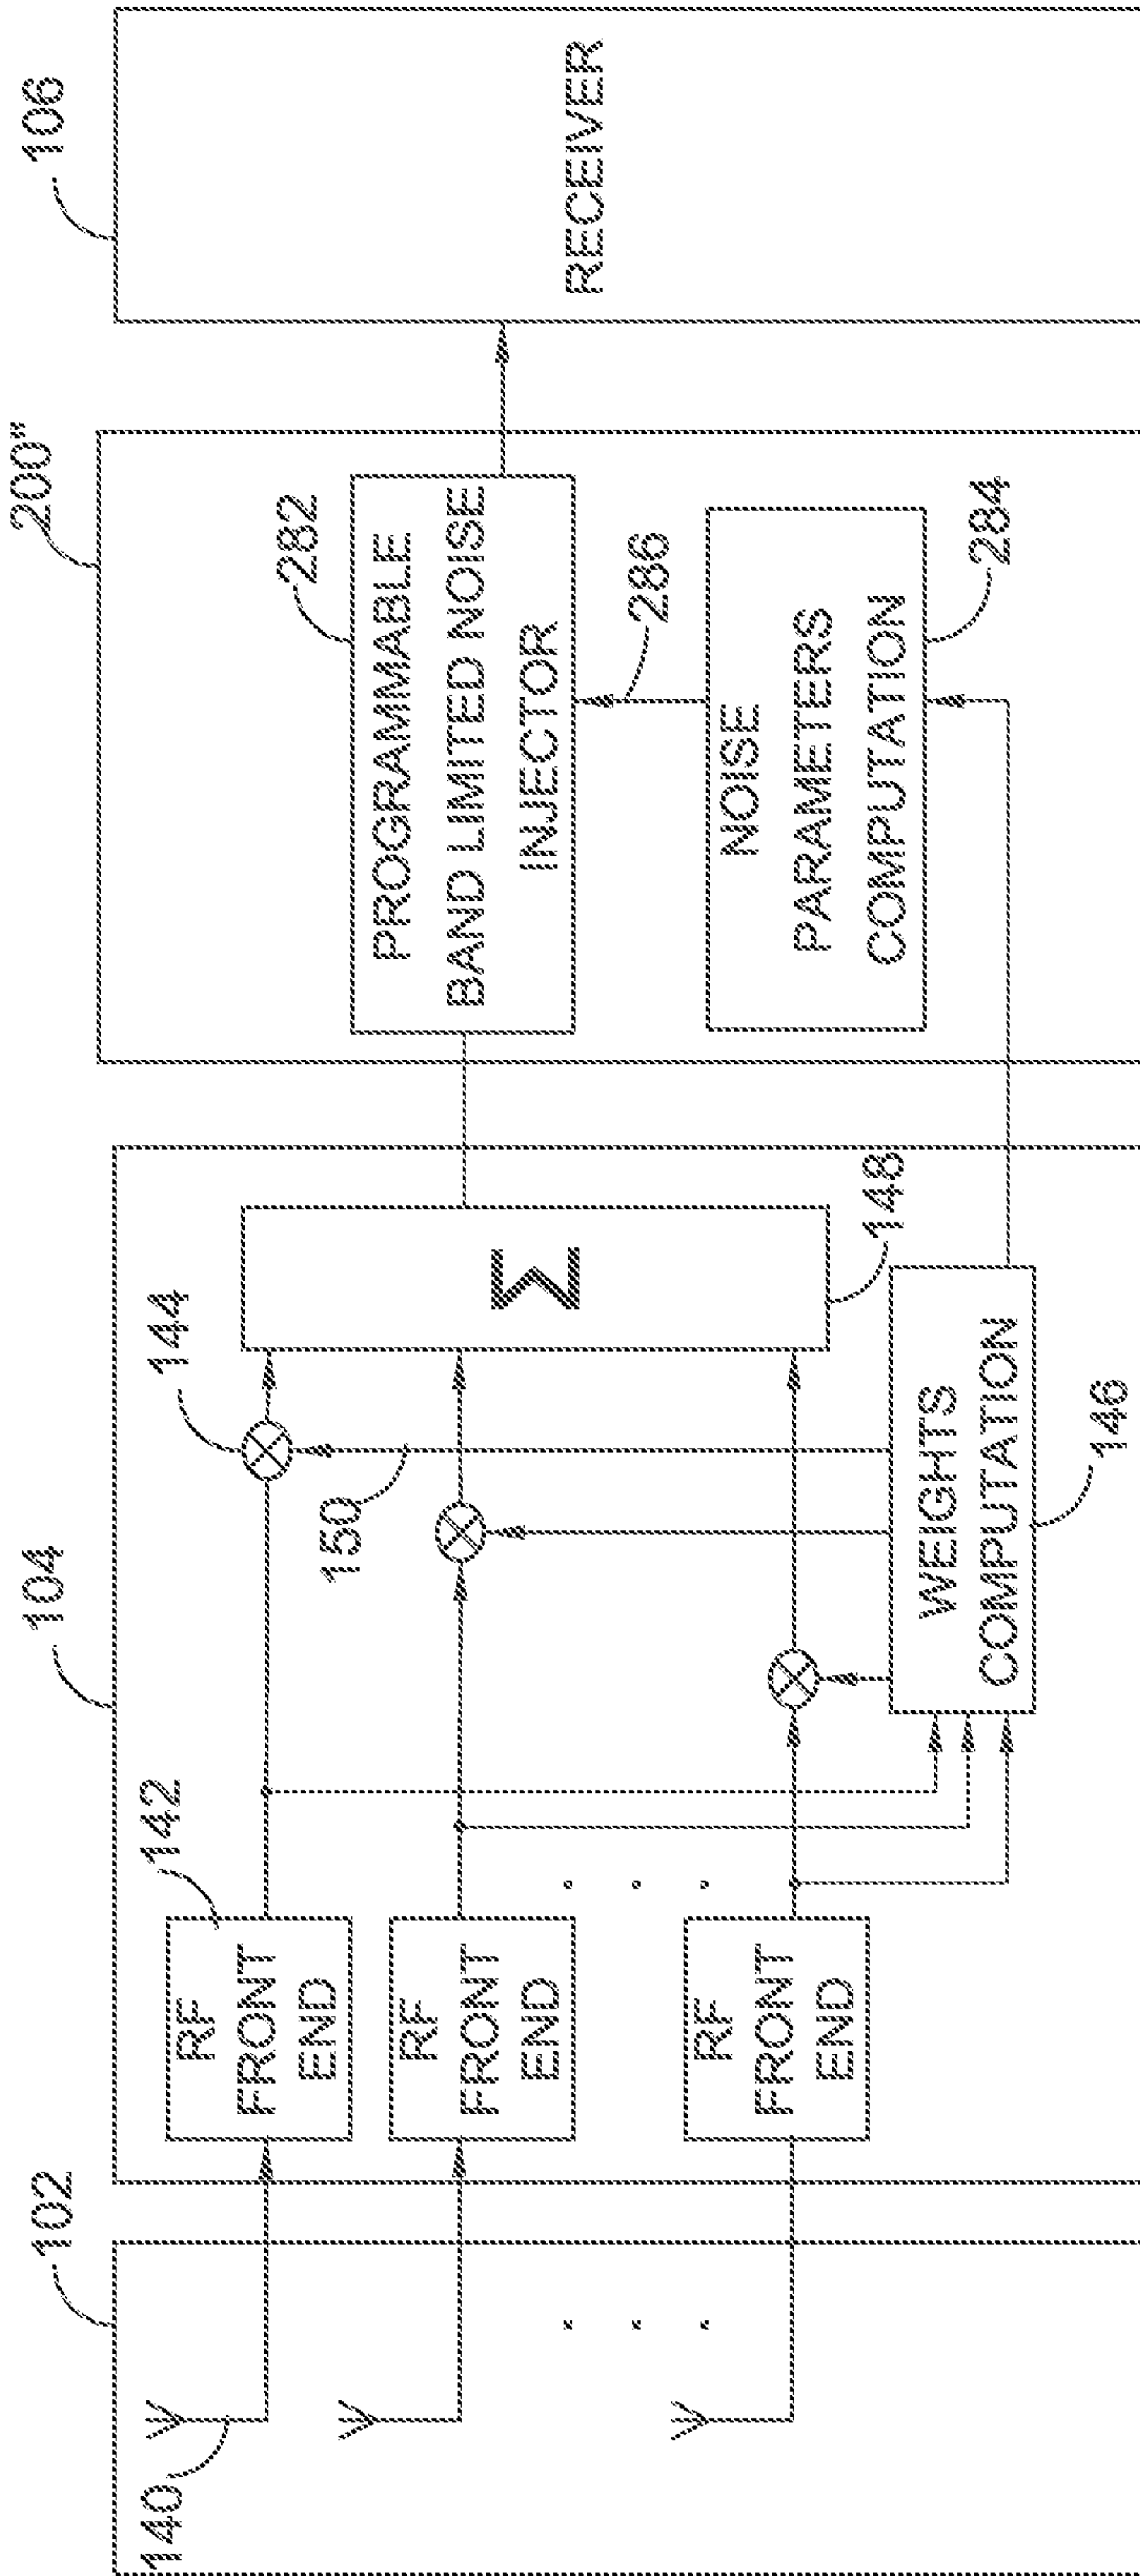 102
140
104
142
RF
FRONT
END
RF
FRONT
END
RF
FRONT
END
144
150
Σ
148
WEIGHTS
COMPUTATION
146
200"
282
PROGRAMMABLE
BAND LIMITED NOISE
INJECTOR
286
NOISE
PARAMETERS
COMPUTATION
284
106
RECEIVER